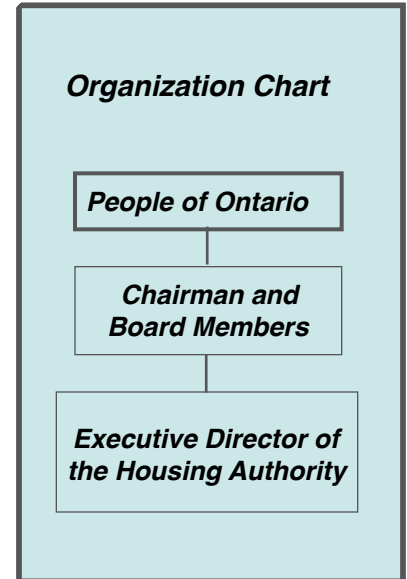 Organization Chart
People of Ontario
Chairman and
Board Members
Executive Director of
the Housing Authority